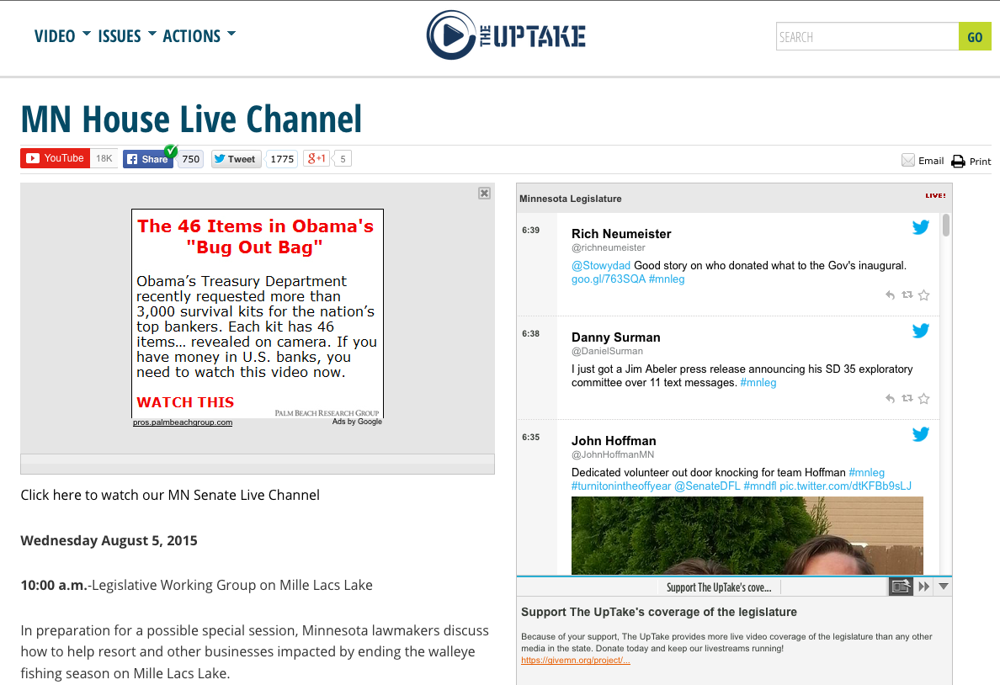 VIDEO ISSUES ACTIONS
THE UPTAKE
SEARCH
GO
MN House Live Channel
YouTube 18K
Share 750
Tweet 1775
g+1 5
Email
Print
The 46 Items in Obama's
"Bug Out Bag"
Obama’s Treasury Department
recently requested more than
3,000 survival kits for the nation’s
top bankers. Each kit has 46
items… revealed on camera. If you
have money in U.S. banks, you
need to watch this video now.
WATCH THIS
PALM BEACH RESEARCH GROUP
pros.palmbeachgroup.com
Ads by Google
Click here to watch our MN Senate Live Channel
Wednesday August 5, 2015
10:00 a.m.-Legislative Working Group on Mille Lacs Lake
In preparation for a possible special session, Minnesota lawmakers discuss
how to help resort and other businesses impacted by ending the walleye
fishing season on Mille Lacs Lake.
Minnesota Legislature
LIVE!
6:39
Rich Neumeister
@richneumeister
@Stowydad Good story on who donated what to the Gov's inaugural.
goo.gl/763SQA #mnleg
6:38
Danny Surman
@DanielSurman
I just got a Jim Abeler press release announcing his SD 35 exploratory
committee over 11 text messages. #mnleg
6:35
John Hoffman
@JohnHoffmanMN
Dedicated volunteer out door knocking for team Hoffman #mnleg
#turnitonintheoffyear @SenateDFL #mndfl pic.twitter.com/dtKFBb9sLJ
Support The UpTake's cove...
Support The UpTake's coverage of the legislature
Because of your support, The UpTake provides more live video coverage of the legislature than any other
media in the state. Donate today and keep our livestreams running!
https://givemn.org/project/...